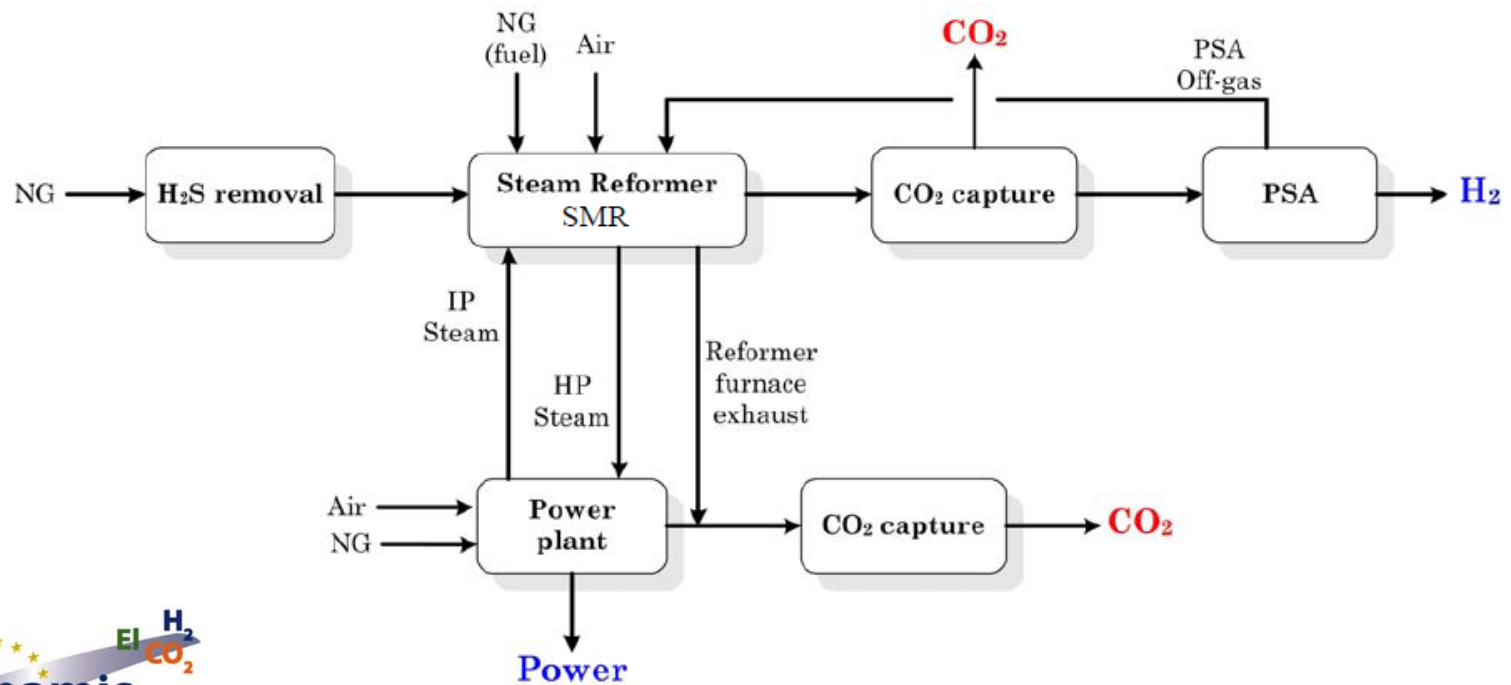 NG
(fuel)
Air
CO₂
PSA
Off-gas
NG
H₂S removal
Steam Reformer
SMR
CO₂ capture
PSA
H₂
IP
Steam
HP
Steam
Reformer
furnace
exhaust
Air
NG
Power
plant
CO₂ capture
CO₂
Power
El
H₂
CO₂